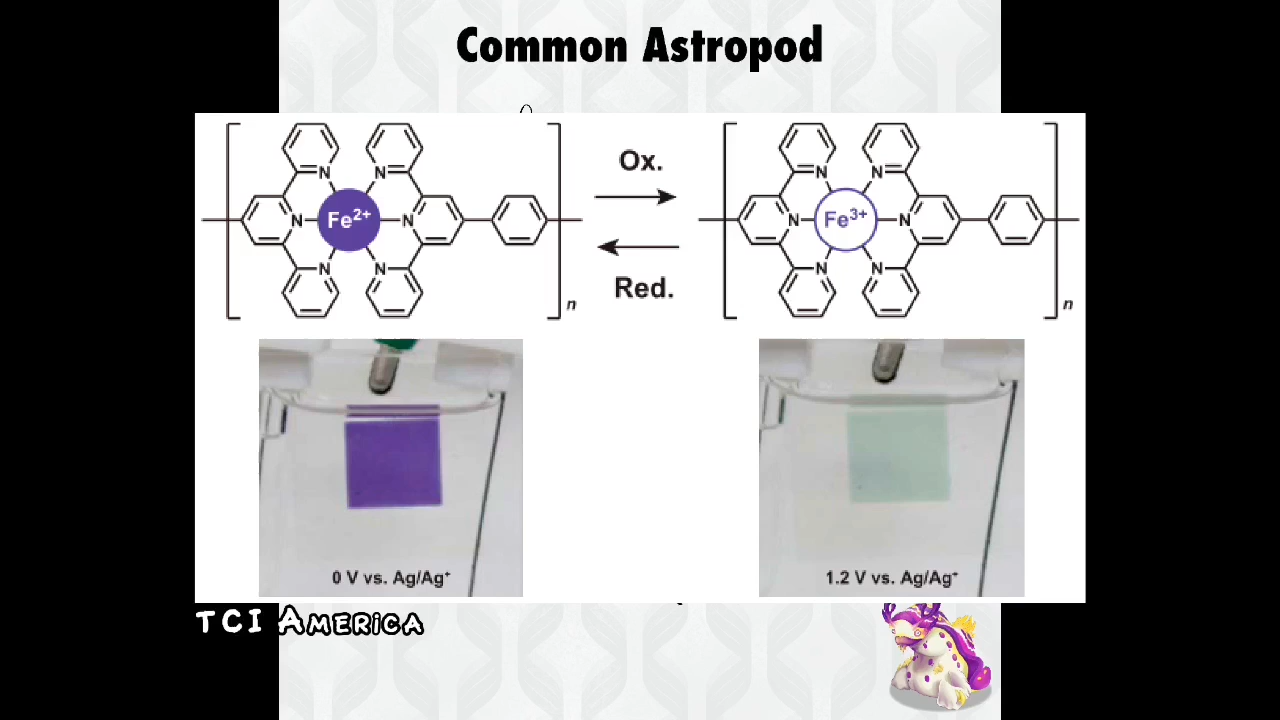 Common Astropod
N N
N Fe2+ N
N N
n
Ox.
Red.
N N
N Fe3+ N
N N
n
0 V vs. Ag/Ag+
1.2 V vs. Ag/Ag+
TCI America